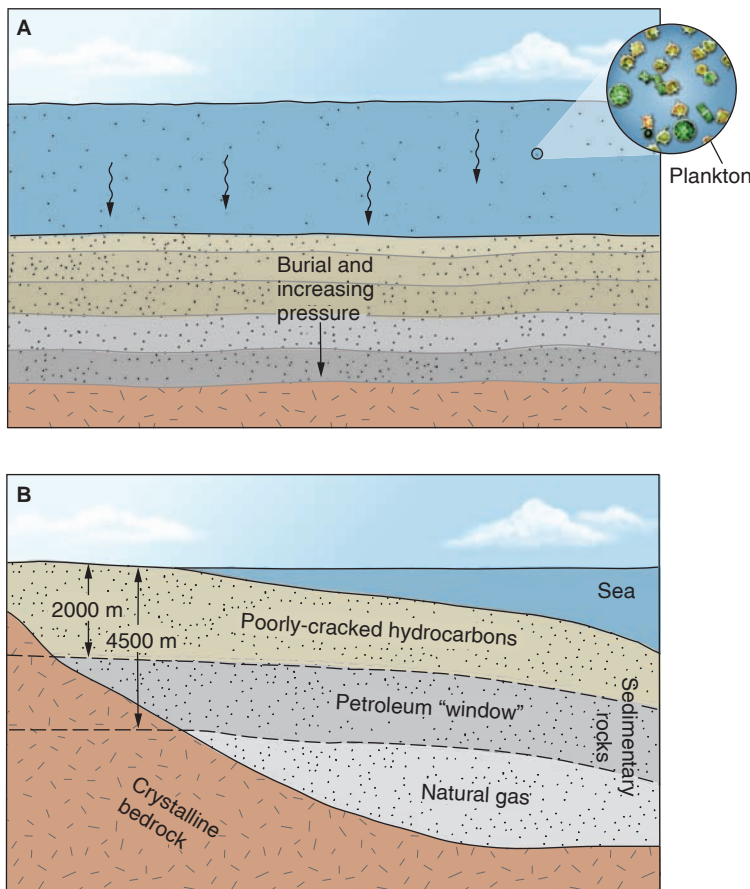 A
Plankton
Burial and
increasing
pressure
B
Sea
2000 m
4500 m
Poorly-cracked hydrocarbons
Petroleum “window”
Sedimentary
rocks
Natural gas
Crystalline
bedrock